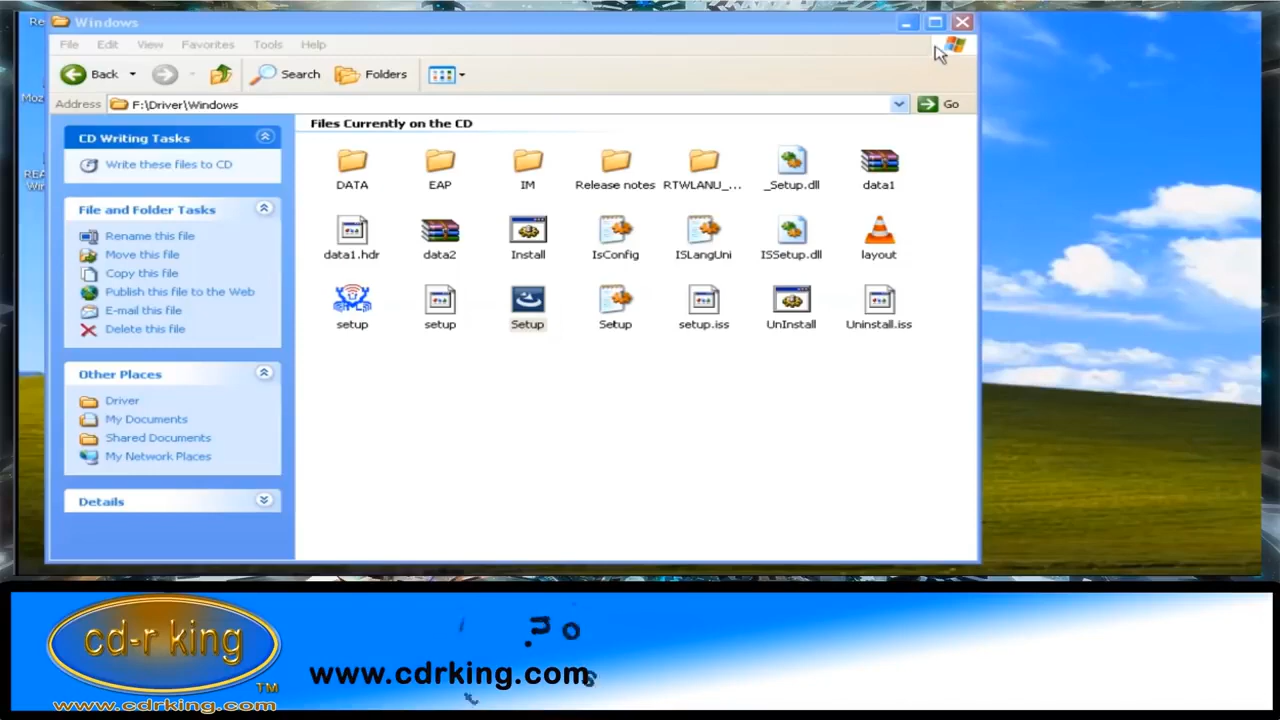 Re
Windows
File Edit View Favorites Tools Help
Back Search Folders
Address F:\Driver\Windows Go
Moz
REA
Win
CD Writing Tasks
Write these files to CD
File and Folder Tasks
Rename this file
Move this file
Copy this file
Publish this file to the Web
E-mail this file
Delete this file
Other Places
Driver
My Documents
Shared Documents
My Network Places
Details
Files Currently on the CD
DATA EAP IM Release notes RTWLANU_... _Setup.dll data1
data1.hdr data2 Install IsConfig ISLangUni ISSetup.dll layout
setup setup Setup Setup setup.iss UnInstall Uninstall.iss
cd-r king
TM
www.cdrking.com
www.cdrking.com